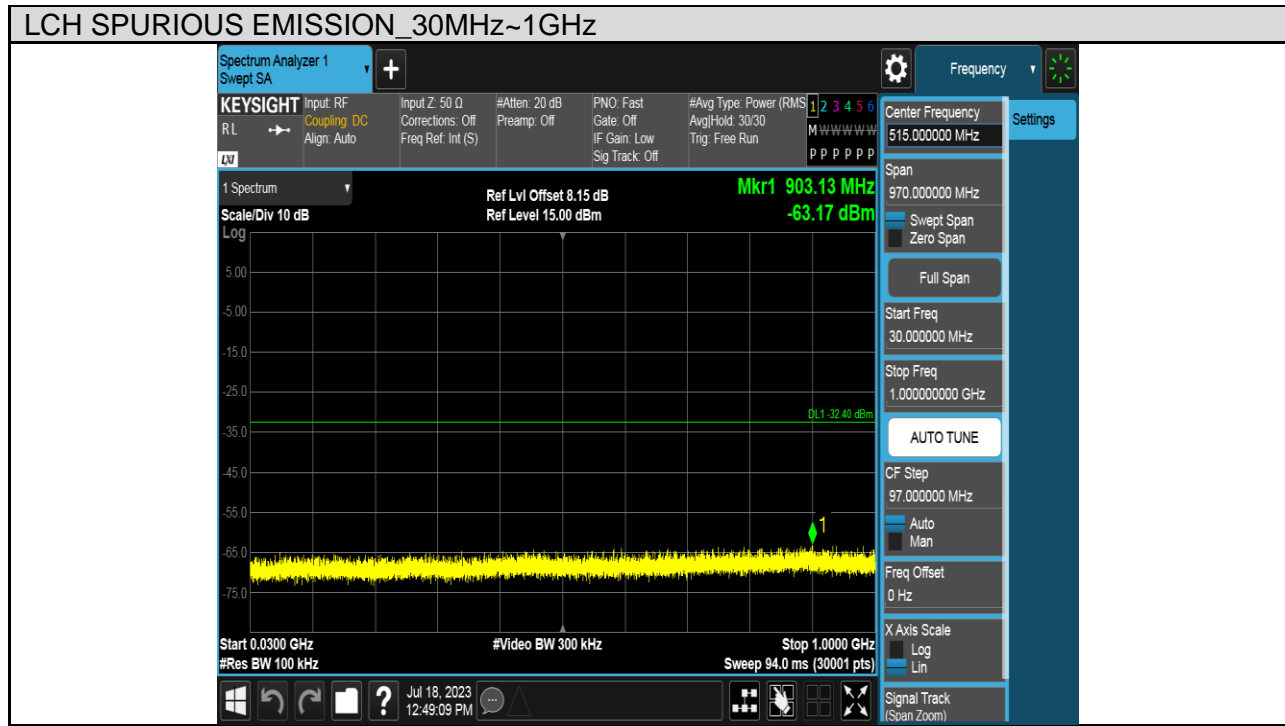 LCH SPURIOUS EMISSION_30MHz~1GHz
Spectrum Analyzer 1
Swept SA
+
Frequency
KEYSIGHT
RL
LXI
Input: RF
Coupling: DC
Align: Auto
Input Z: 50 Ω
Corrections: Off
Freq Ref: Int (S)
#Atten: 20 dB
Preamp: Off
PNO: Fast
Gate: Off
IF Gain: Low
Sig Track: Off
#Avg Type: Power (RMS
Avg|Hold: 30/30
Trig: Free Run
1 2 3 4 5 6
M W W W W W
P P P P P P
1 Spectrum
Scale/Div 10 dB
Ref Lvl Offset 8.15 dB
Ref Level 15.00 dBm
Mkr1 903.13 MHz
-63.17 dBm
Log
5.00
-5.00
-15.0
-25.0
DL1 -32.40 dBm
-35.0
-45.0
-55.0
1
-65.0
-75.0
Start 0.0300 GHz
#Res BW 100 kHz
#Video BW 300 kHz
Stop 1.0000 GHz
Sweep 94.0 ms (30001 pts)
?
Jul 18, 2023
12:49:09 PM
Center Frequency
515.000000 MHz
Settings
Span
970.000000 MHz
Swept Span
Zero Span
Full Span
Start Freq
30.000000 MHz
Stop Freq
1.000000000 GHz
AUTO TUNE
CF Step
97.000000 MHz
Auto
Man
Freq Offset
0 Hz
X Axis Scale
Log
Lin
Signal Track
(Span Zoom)